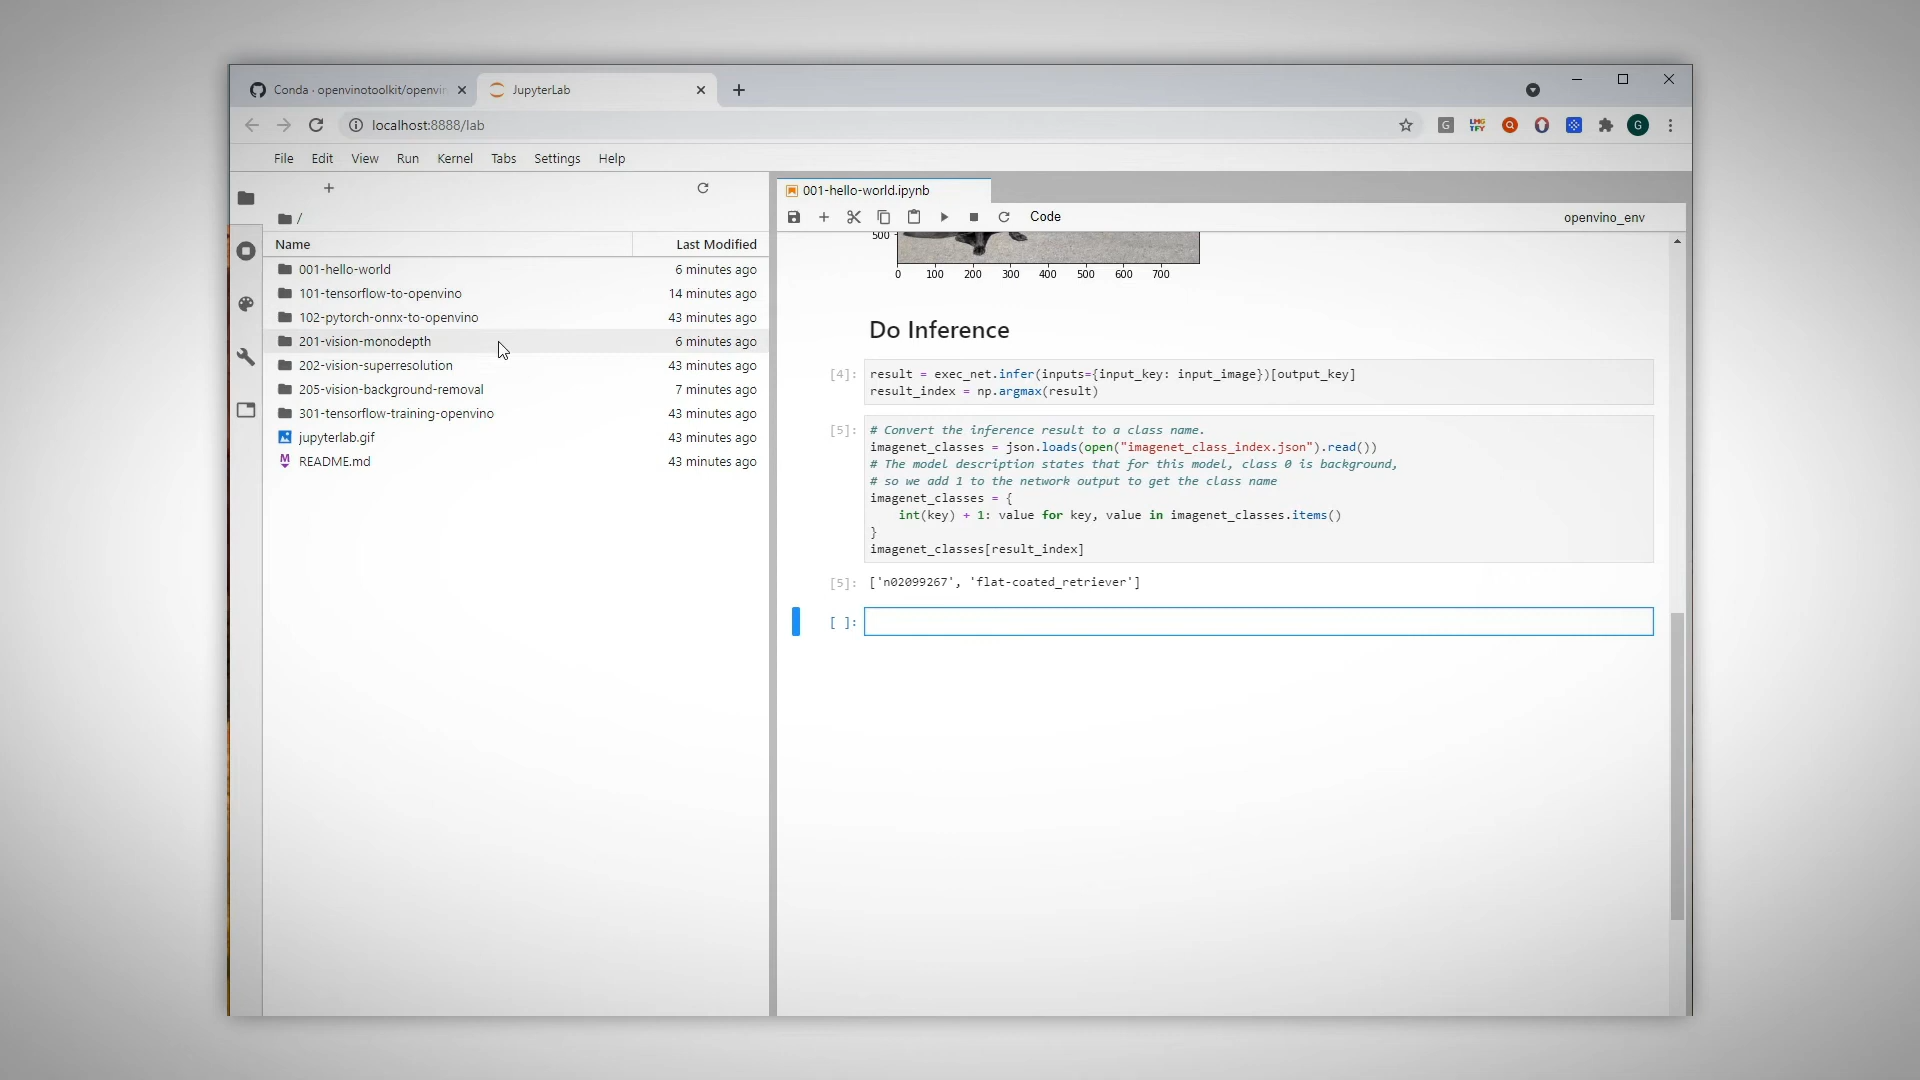 Conda · openvinotoolkit/openvin
JupyterLab
localhost:8888/lab
G
LMG
TFY
G
File Edit View Run Kernel Tabs Settings Help
/
Name Last Modified
001-hello-world 6 minutes ago
101-tensorflow-to-openvino 14 minutes ago
102-pytorch-onnx-to-openvino 43 minutes ago
201-vision-monodepth 6 minutes ago
202-vision-superresolution 43 minutes ago
205-vision-background-removal 7 minutes ago
301-tensorflow-training-openvino 43 minutes ago
jupyterlab.gif 43 minutes ago
README.md 43 minutes ago
001-hello-world.ipynb
Code openvino_env
500
0 100 200 300 400 500 600 700
Do Inference
[4]: result = exec_net.infer(inputs={input_key: input_image})[output_key]
result_index = np.argmax(result)
[5]: # Convert the inference result to a class name.
imagenet_classes = json.loads(open("imagenet_class_index.json").read())
# The model description states that for this model, class 0 is background,
# so we add 1 to the network output to get the class name
imagenet_classes = {
int(key) + 1: value for key, value in imagenet_classes.items()
}
imagenet_classes[result_index]
[5]: ['n02099267', 'flat-coated_retriever']
[ ]: